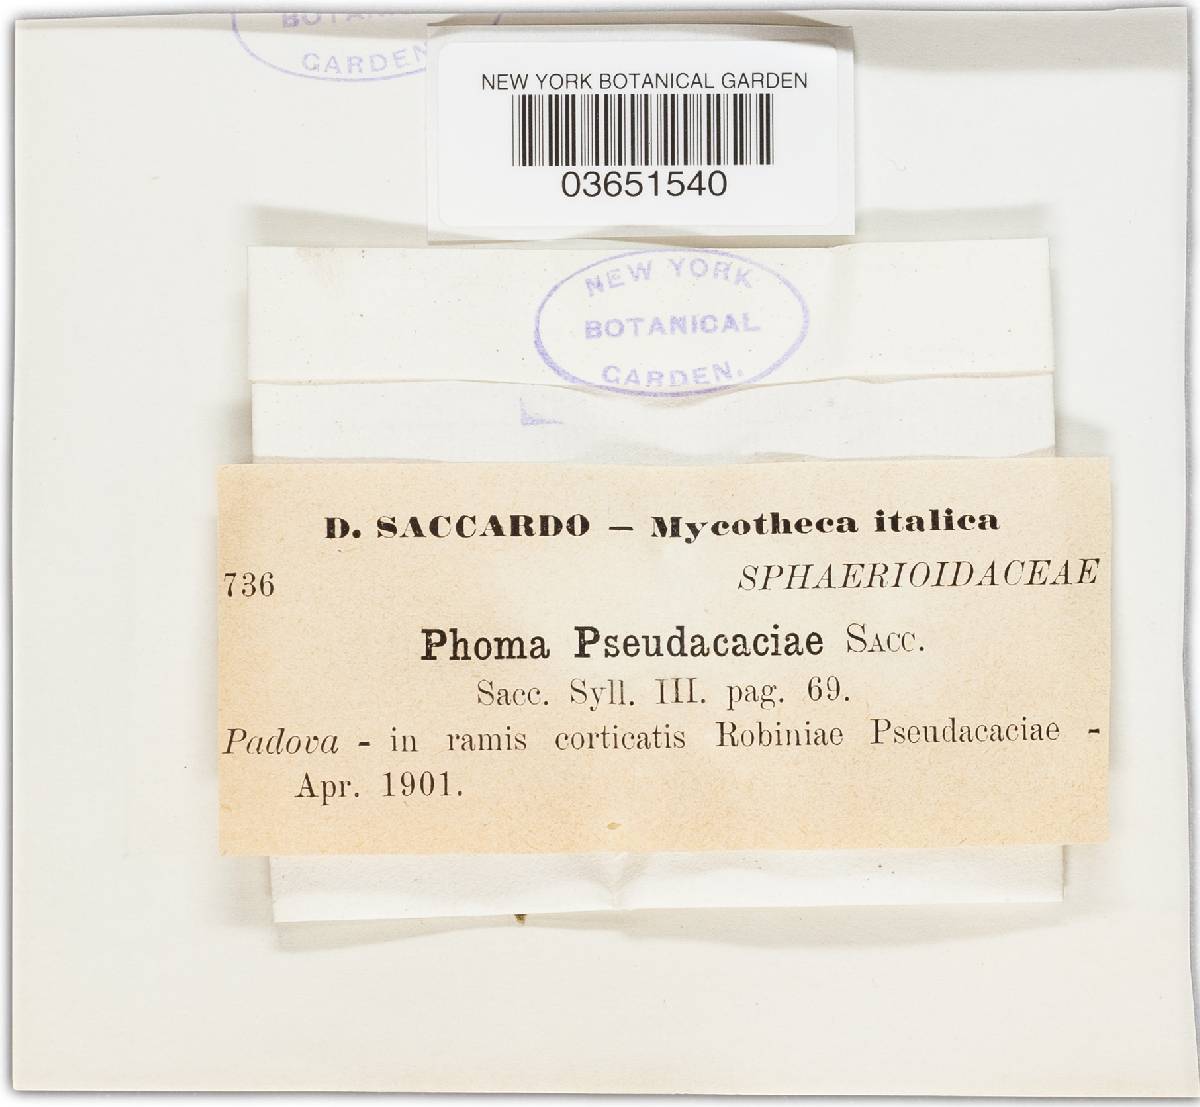 BOTANICAL
GARDEN
NEW YORK BOTANICAL GARDEN
03651540
NEW YORK
BOTANICAL
GARDEN.
D. SACCARDO — Mycotheca italica
736 SPHAERIOIDACEAE
Phoma Pseudacaciae Sacc.
Sacc. Syll. III. pag. 69.
Padova - in ramis corticatis Robiniae Pseudacaciae -
Apr. 1901.